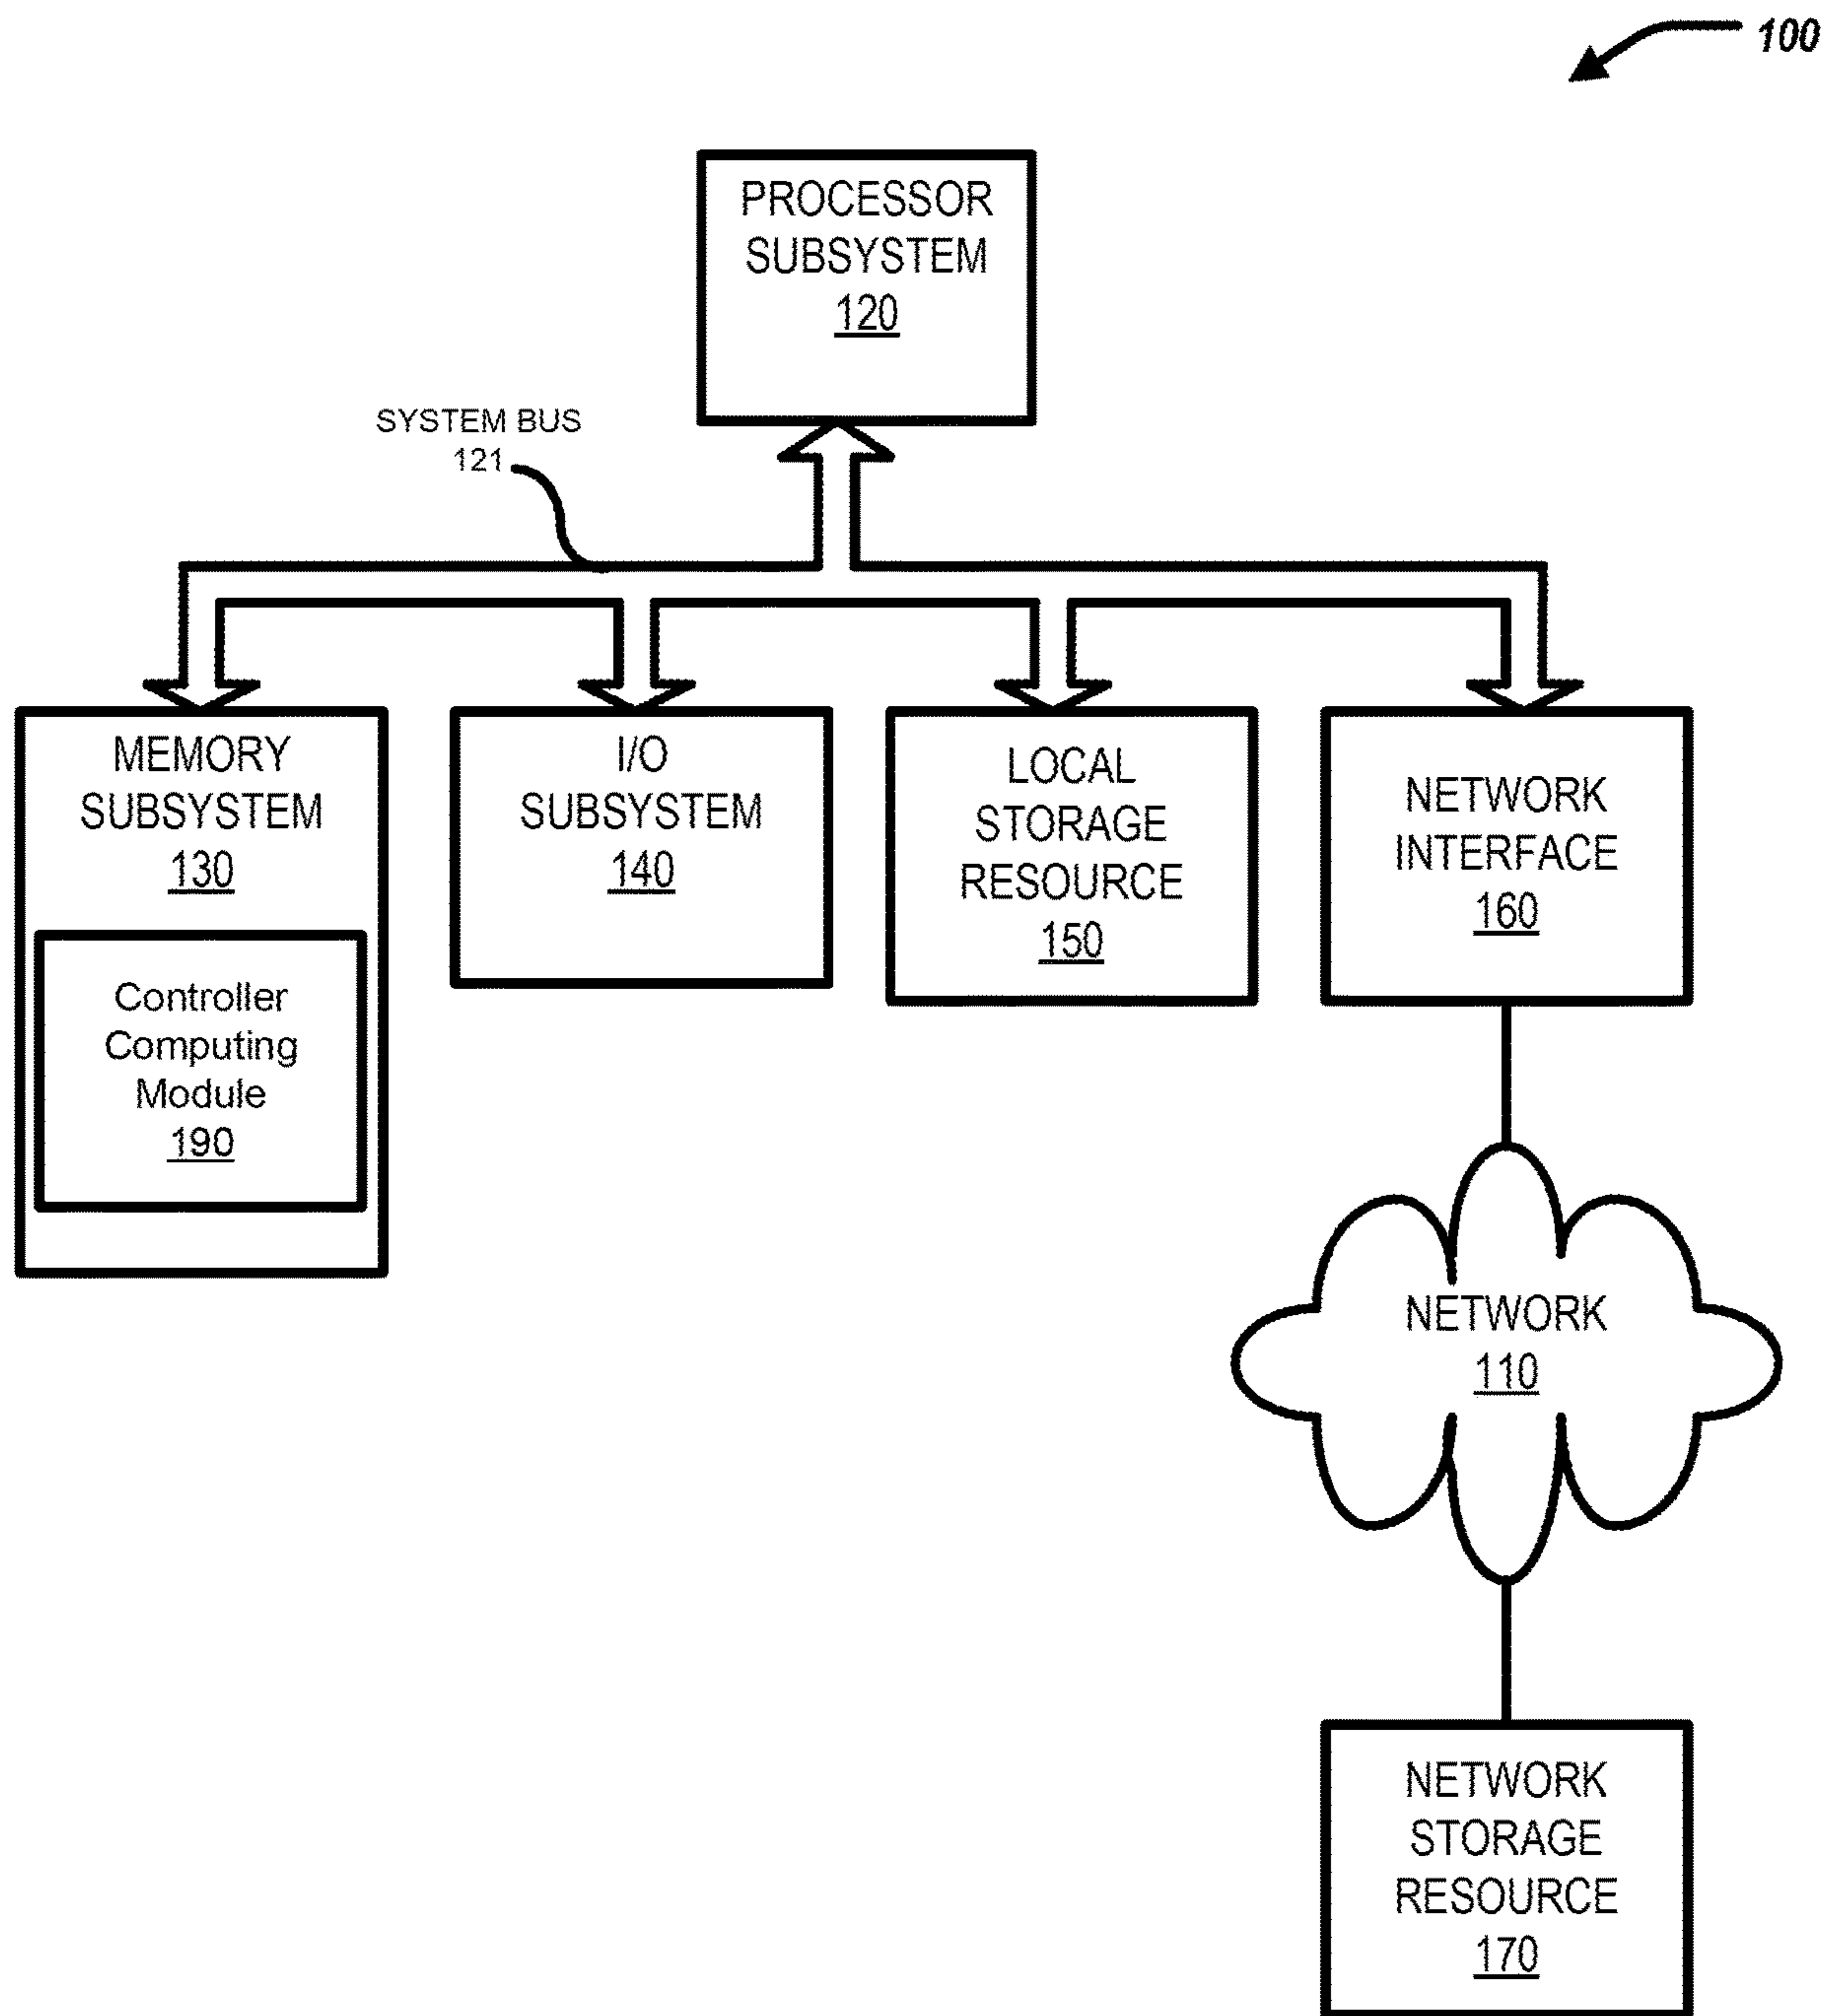 100
PROCESSOR
SUBSYSTEM
120
SYSTEM BUS
121
MEMORY
SUBSYSTEM
130
Controller
Computing
Module
190
I/O
SUBSYSTEM
140
LOCAL
STORAGE
RESOURCE
150
NETWORK
INTERFACE
160
NETWORK
110
NETWORK
STORAGE
RESOURCE
170